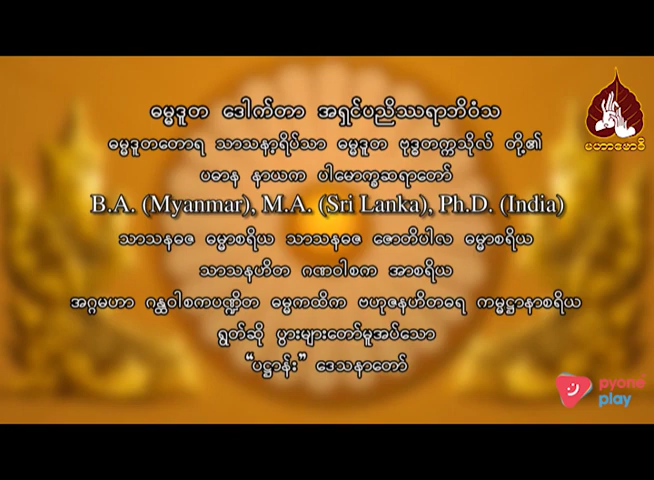 ဓမ္မဒူတ ဒေါက်တာ အရှင်ပညိဿရာဘိဝံသ
ဓမ္မဒူတတောရ သာသနာ့ရိပ်သာ ဓမ္မဒူတ ဗုဒ္ဓတက္ကသိုလ် တို့၏
ပဓာန နာယက ပါမောက္ခဆရာတော်
B.A. (Myanmar), M.A. (Sri Lanka), Ph.D. (India)
သာသနဓဇ ဓမ္မာစရိယ သာသနဓဇ ဇောတိပါလ ဓမ္မာစရိယ
သာသနဟိတ ဂဏဝါစက အာစရိယ
အဂ္ဂမဟာ ဂန္ထဝါစကပဏ္ဍိတ ဓမ္မကထိက ဗဟုဇနဟိတဓရ ကမ္မဋ္ဌာနာစရိယ
ရွတ်ဆို ပွားများတော်မူအပ်သော
“ပဋ္ဌာန်း” ဒေသနာတော်
မဟာဗောဓိ
pyone
play